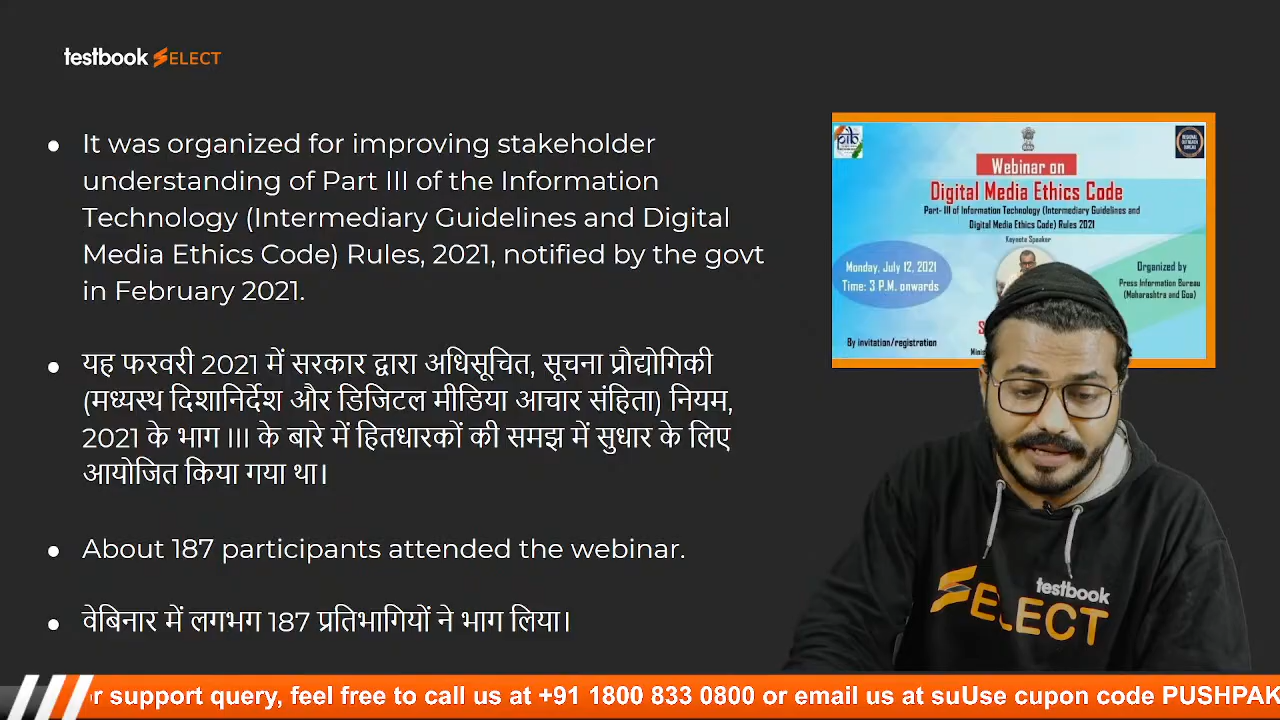 testbook SELECT
It was organized for improving stakeholder
understanding of Part III of the Information
Technology (Intermediary Guidelines and Digital
Media Ethics Code) Rules, 2021, notified by the govt
in February 2021.
यह फरवरी 2021 में सरकार द्वारा अधिसूचित, सूचना प्रौद्योगिकी
(मध्यस्थ दिशानिर्देश और डिजिटल मीडिया आचार संहिता) नियम,
2021 के भाग III के बारे में हितधारकों की समझ में सुधार के लिए
आयोजित किया गया था।
About 187 participants attended the webinar.
वेबिनार में लगभग 187 प्रतिभागियों ने भाग लिया।
pib
REGIONAL
OUTREACH
BUREAU
Webinar on
Digital Media Ethics Code
Part- III of Information Technology (Intermediary Guidelines and
Digital Media Ethics Code) Rules 2021
Keynote Speaker
Monday, July 12, 2021
Time: 3 P.M. onwards
Organized by
Press Information Bureau
(Maharashtra and Goa)
By invitation/registration
testbook
SELECT
or support query, feel free to call us at +91 1800 833 0800 or email us at suUse cupon code PUSHPAK